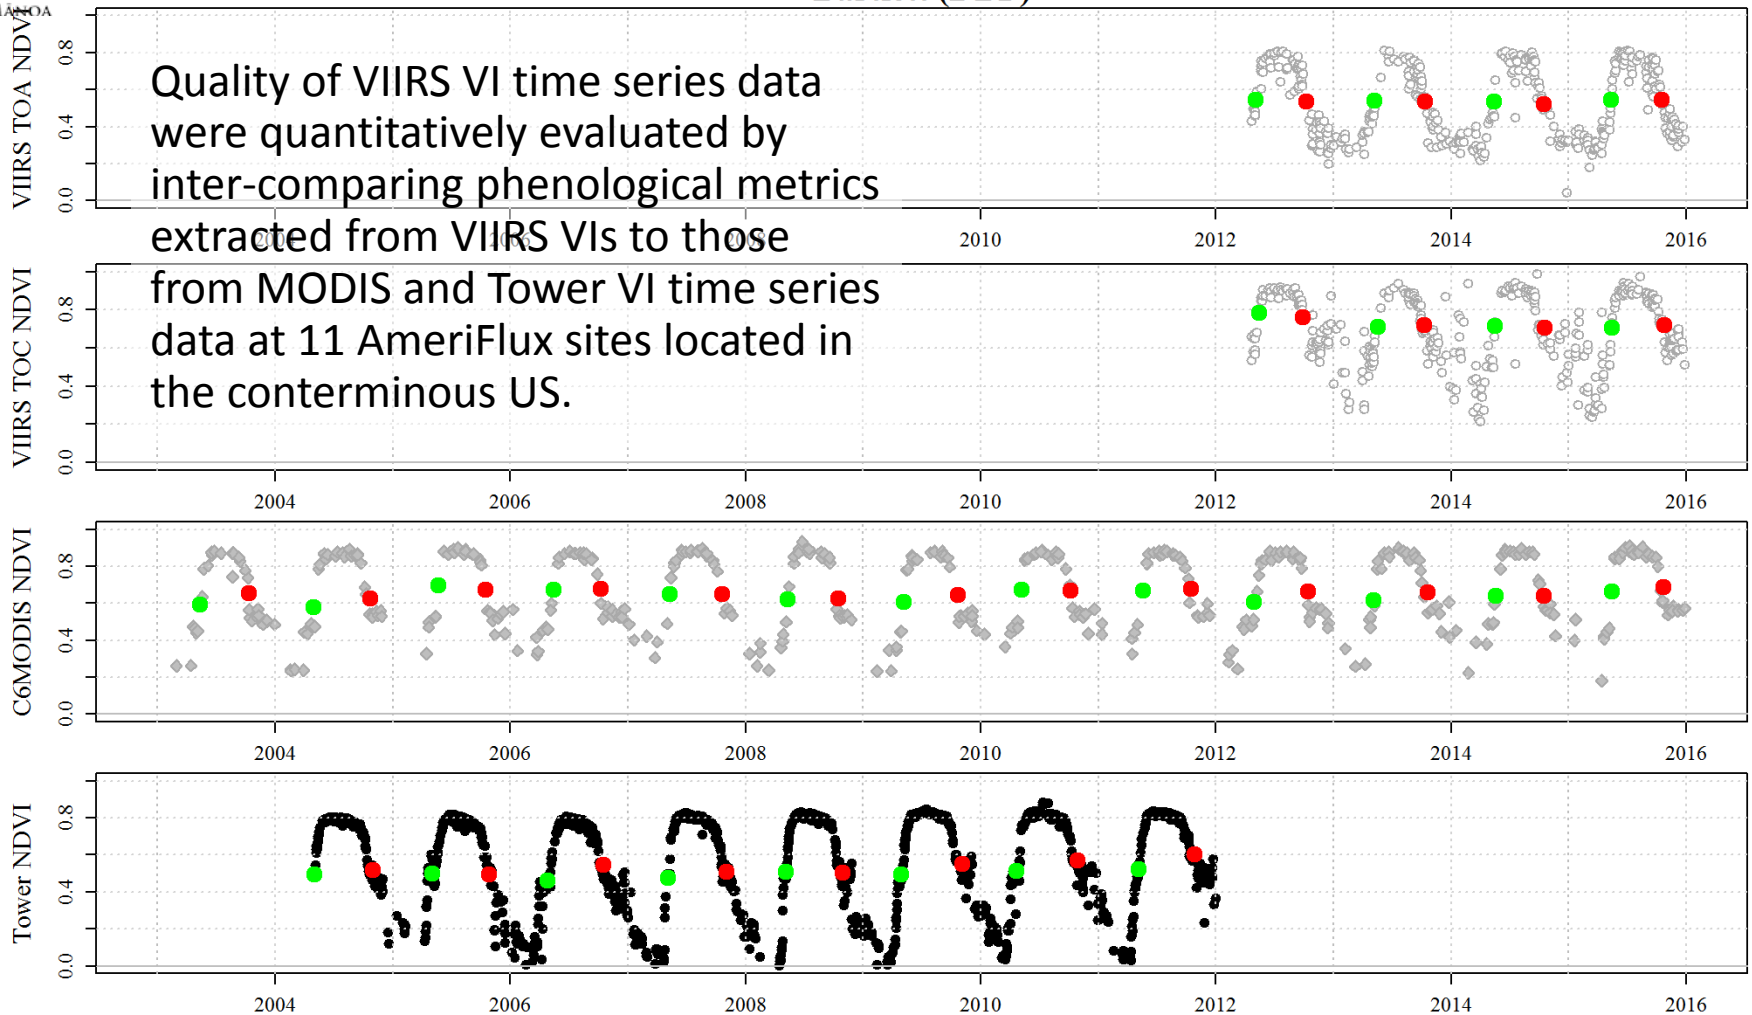 MĀNOA
VIIRS TOA NDVI
0.0 0.4 0.8
Quality of VIIRS VI time series data
were quantitatively evaluated by
inter-comparing phenological metrics
extracted from VIIRS VIs to those
from MODIS and Tower VI time series
data at 11 AmeriFlux sites located in
the conterminous US.
2004 2006 2008 2010 2012 2014 2016
VIIRS TOC NDVI
0.0 0.4 0.8
2004 2006 2008 2010 2012 2014 2016
C6MODIS NDVI
0.0 0.4 0.8
2004 2006 2008 2010 2012 2014 2016
Tower NDVI
0.0 0.4 0.8
2004 2006 2008 2010 2012 2014 2016